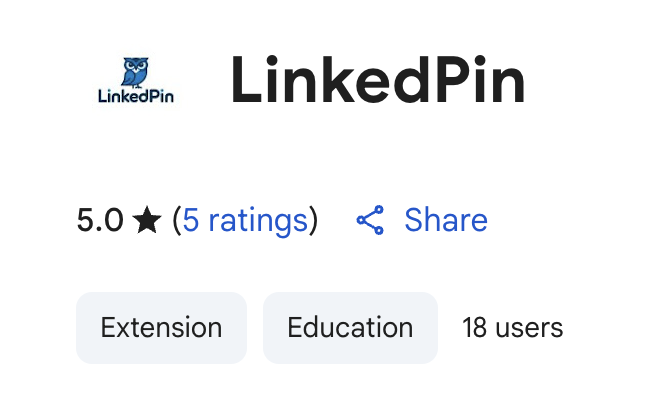 LinkedPin
LinkedPin
5.0 ★ (5 ratings) Share
Extension Education 18 users